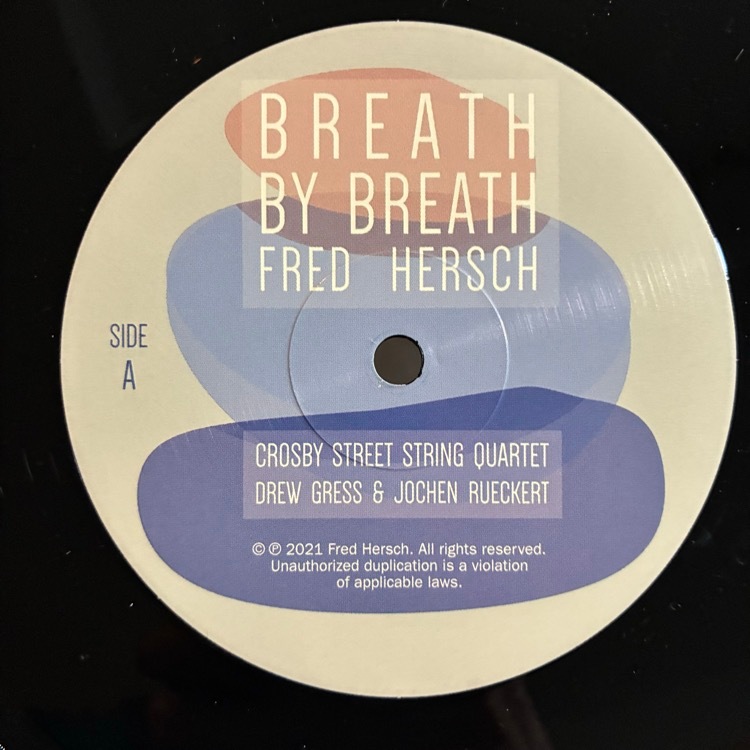 BREATH
BY BREATH
FRED HERSCH
SIDE
A
CROSBY STREET STRING QUARTET
DREW GRESS & JOCHEN RUECKERT
© ℗ 2021 Fred Hersch. All rights reserved.
Unauthorized duplication is a violation
of applicable laws.